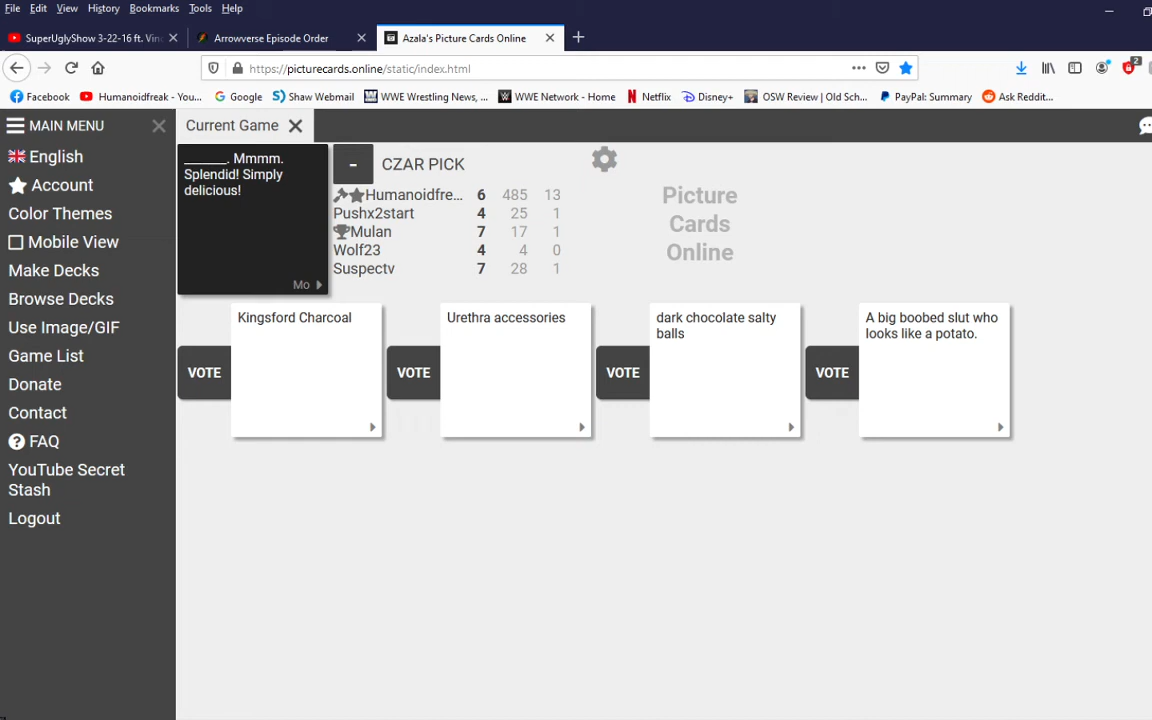 File Edit View History Bookmarks Tools Help
SuperUglyShow 3-22-16 ft. Vinc
Arrowverse Episode Order
Azala's Picture Cards Online
https://picturecards.online/static/index.html
2
Facebook
Humanoidfreak - You...
Google
Shaw Webmail
WWE Wrestling News, ...
WWE Network - Home
Netflix
Disney+
OSW Review | Old Sch...
PayPal: Summary
Ask Reddit...
MAIN MENU
English
Account
Color Themes
Mobile View
Make Decks
Browse Decks
Use Image/GIF
Game List
Donate
Contact
FAQ
YouTube Secret
Stash
Logout
Current Game
______. Mmmm.
Splendid! Simply
delicious!
Mo
-
CZAR PICK
Humanoidfre... 6 485 13
Pushx2start 4 25 1
Mulan 7 17 1
Wolf23 4 4 0
Suspectv 7 28 1
Picture
Cards
Online
VOTE
Kingsford Charcoal
VOTE
Urethra accessories
VOTE
dark chocolate salty
balls
VOTE
A big boobed slut who
looks like a potato.